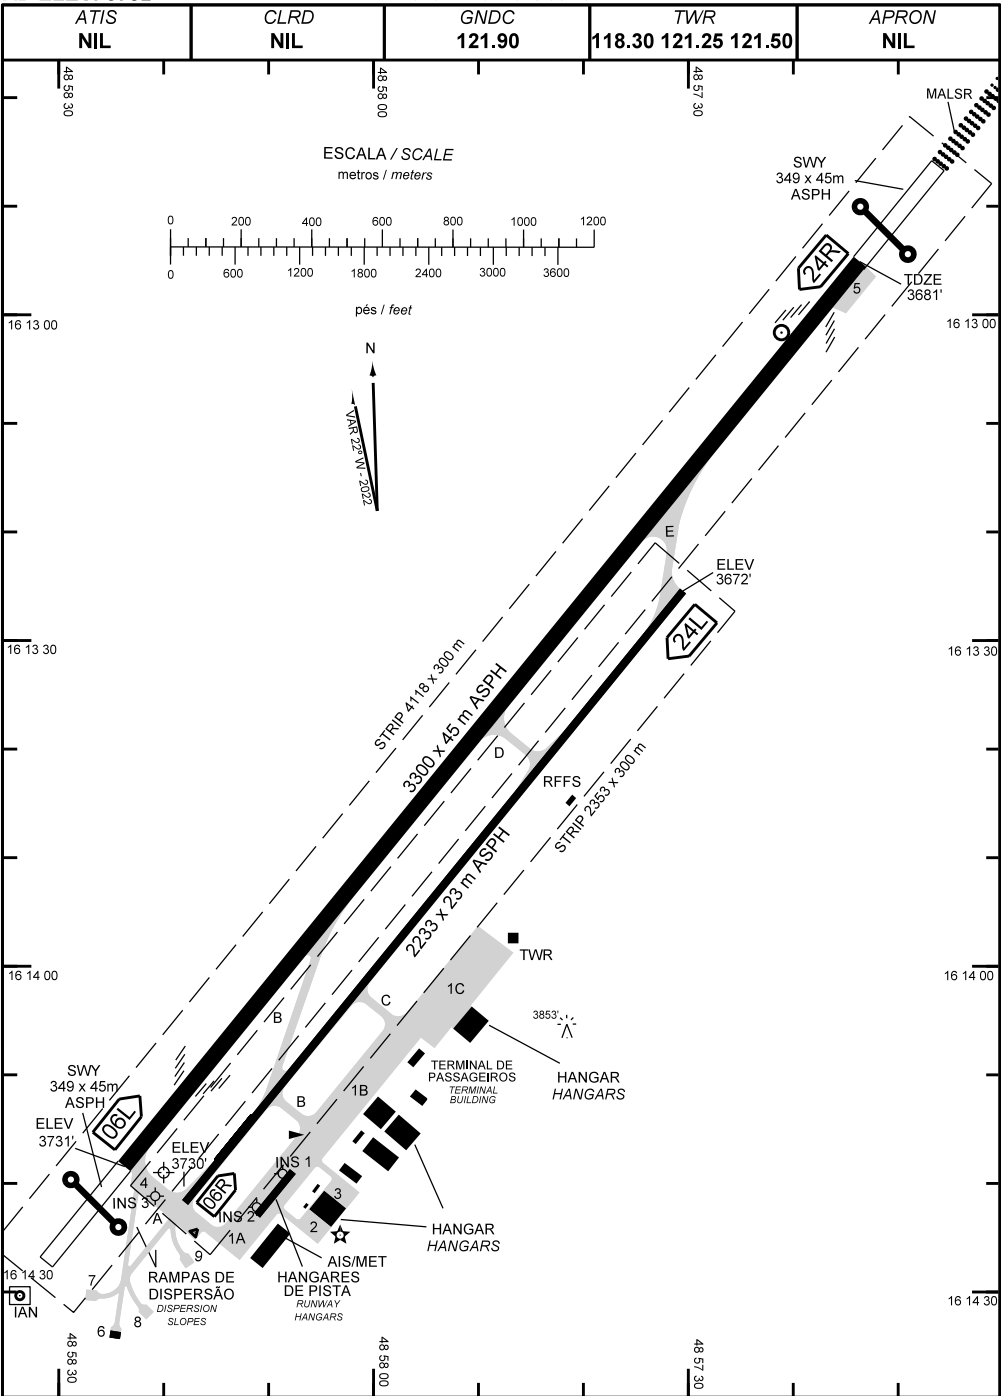 ATIS
NIL
CLRD
NIL
GNDC
121.90
TWR
118.30 121.25 121.50
APRON
NIL
48 58 30
48 58 00
48 57 30
MALSR
ESCALA / SCALE
metros / meters
0 200 400 600 800 1000 1200
0 600 1200 1800 2400 3000 3600
pés / feet
SWY
349 x 45m
ASPH
24R
TDZE
3681'
5
16 13 00
16 13 00
N
VAR 22º W - 2022
E
ELEV
3672'
24L
16 13 30
16 13 30
STRIP 4118 x 300 m
3300 x 45 m ASPH
D
RFFS
STRIP 2353 x 300 m
2233 x 23 m ASPH
TWR
16 14 00
16 14 00
1C
C
B
3853'
TERMINAL DE
PASSAGEIROS
TERMINAL
BUILDING
HANGAR
HANGARS
1B
B
SWY
349 x 45m
ASPH
06L
ELEV
3731'
ELEV
3730'
INS 1
4
INS 3
A
06R
INS 2
3
2
1A
HANGAR
HANGARS
9
AIS/MET
RAMPAS DE
DISPERSÃO
DISPERSION
SLOPES
HANGARES
DE PISTA
RUNWAY
HANGARS
16 14 30
16 14 30
IAN
7
8
6
48 58 30
48 58 00
48 57 30